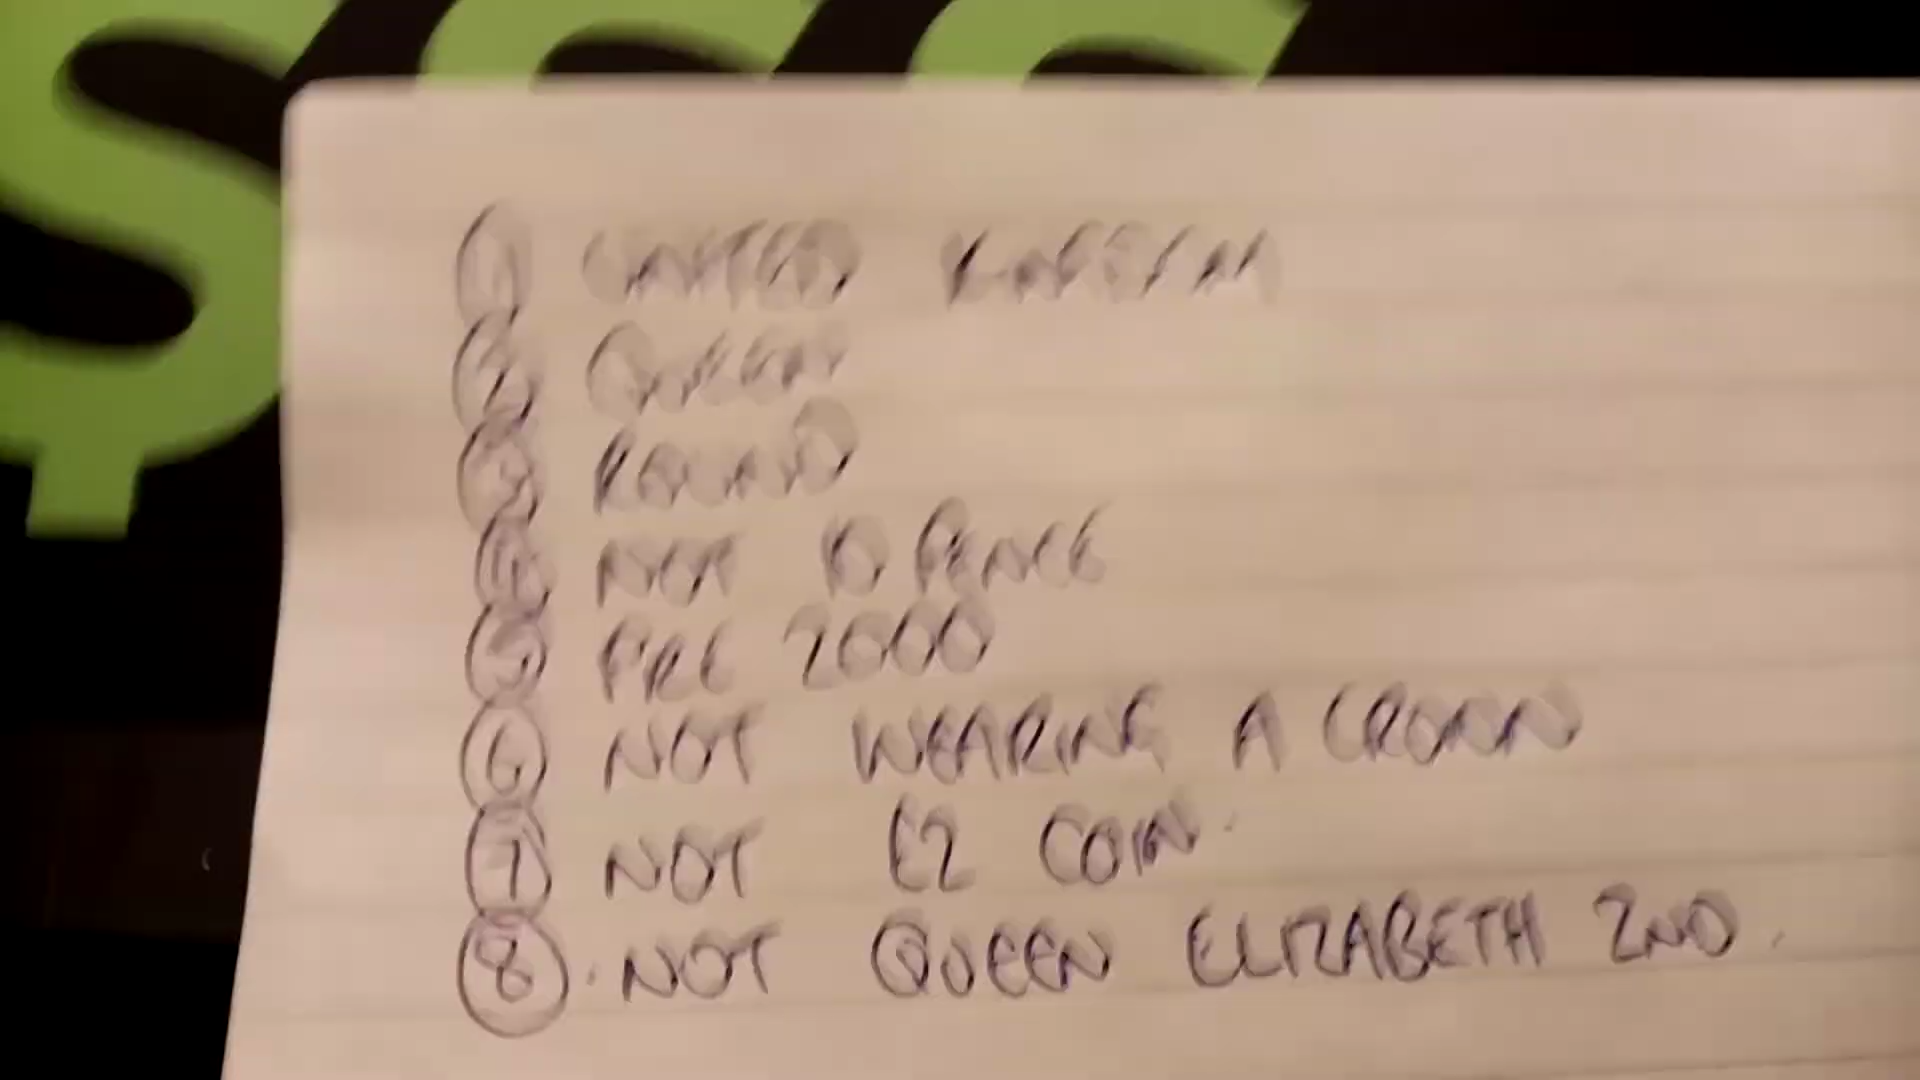 $SS
① UNITED KINGDOM
② QUEEN
③ ROUND
④ NOT 10 PENCE
⑤ PRE 2000
⑥ NOT WEARING A CROWN
⑦ NOT £2 COIN.
⑧. NOT QUEEN ELIZABETH 2ND.